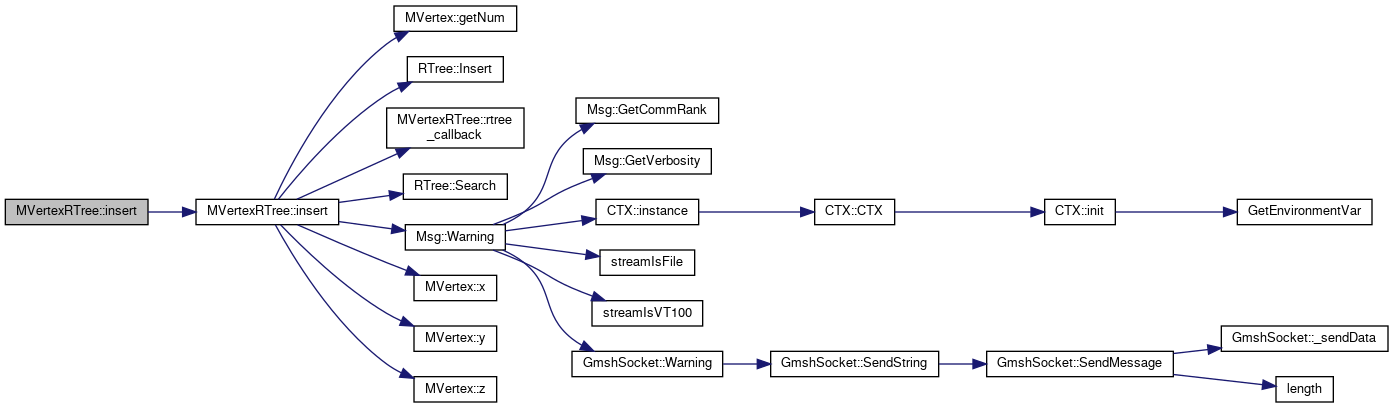 MVertexRTree::insert
MVertexRTree::insert
MVertex::getNum
RTree::Insert
MVertexRTree::rtree
_callback
RTree::Search
Msg::Warning
MVertex::x
MVertex::y
MVertex::z
Msg::GetCommRank
Msg::GetVerbosity
CTX::instance
streamIsFile
streamIsVT100
GmshSocket::Warning
CTX::CTX
CTX::init
GetEnvironmentVar
GmshSocket::SendString
GmshSocket::SendMessage
GmshSocket::_sendData
length